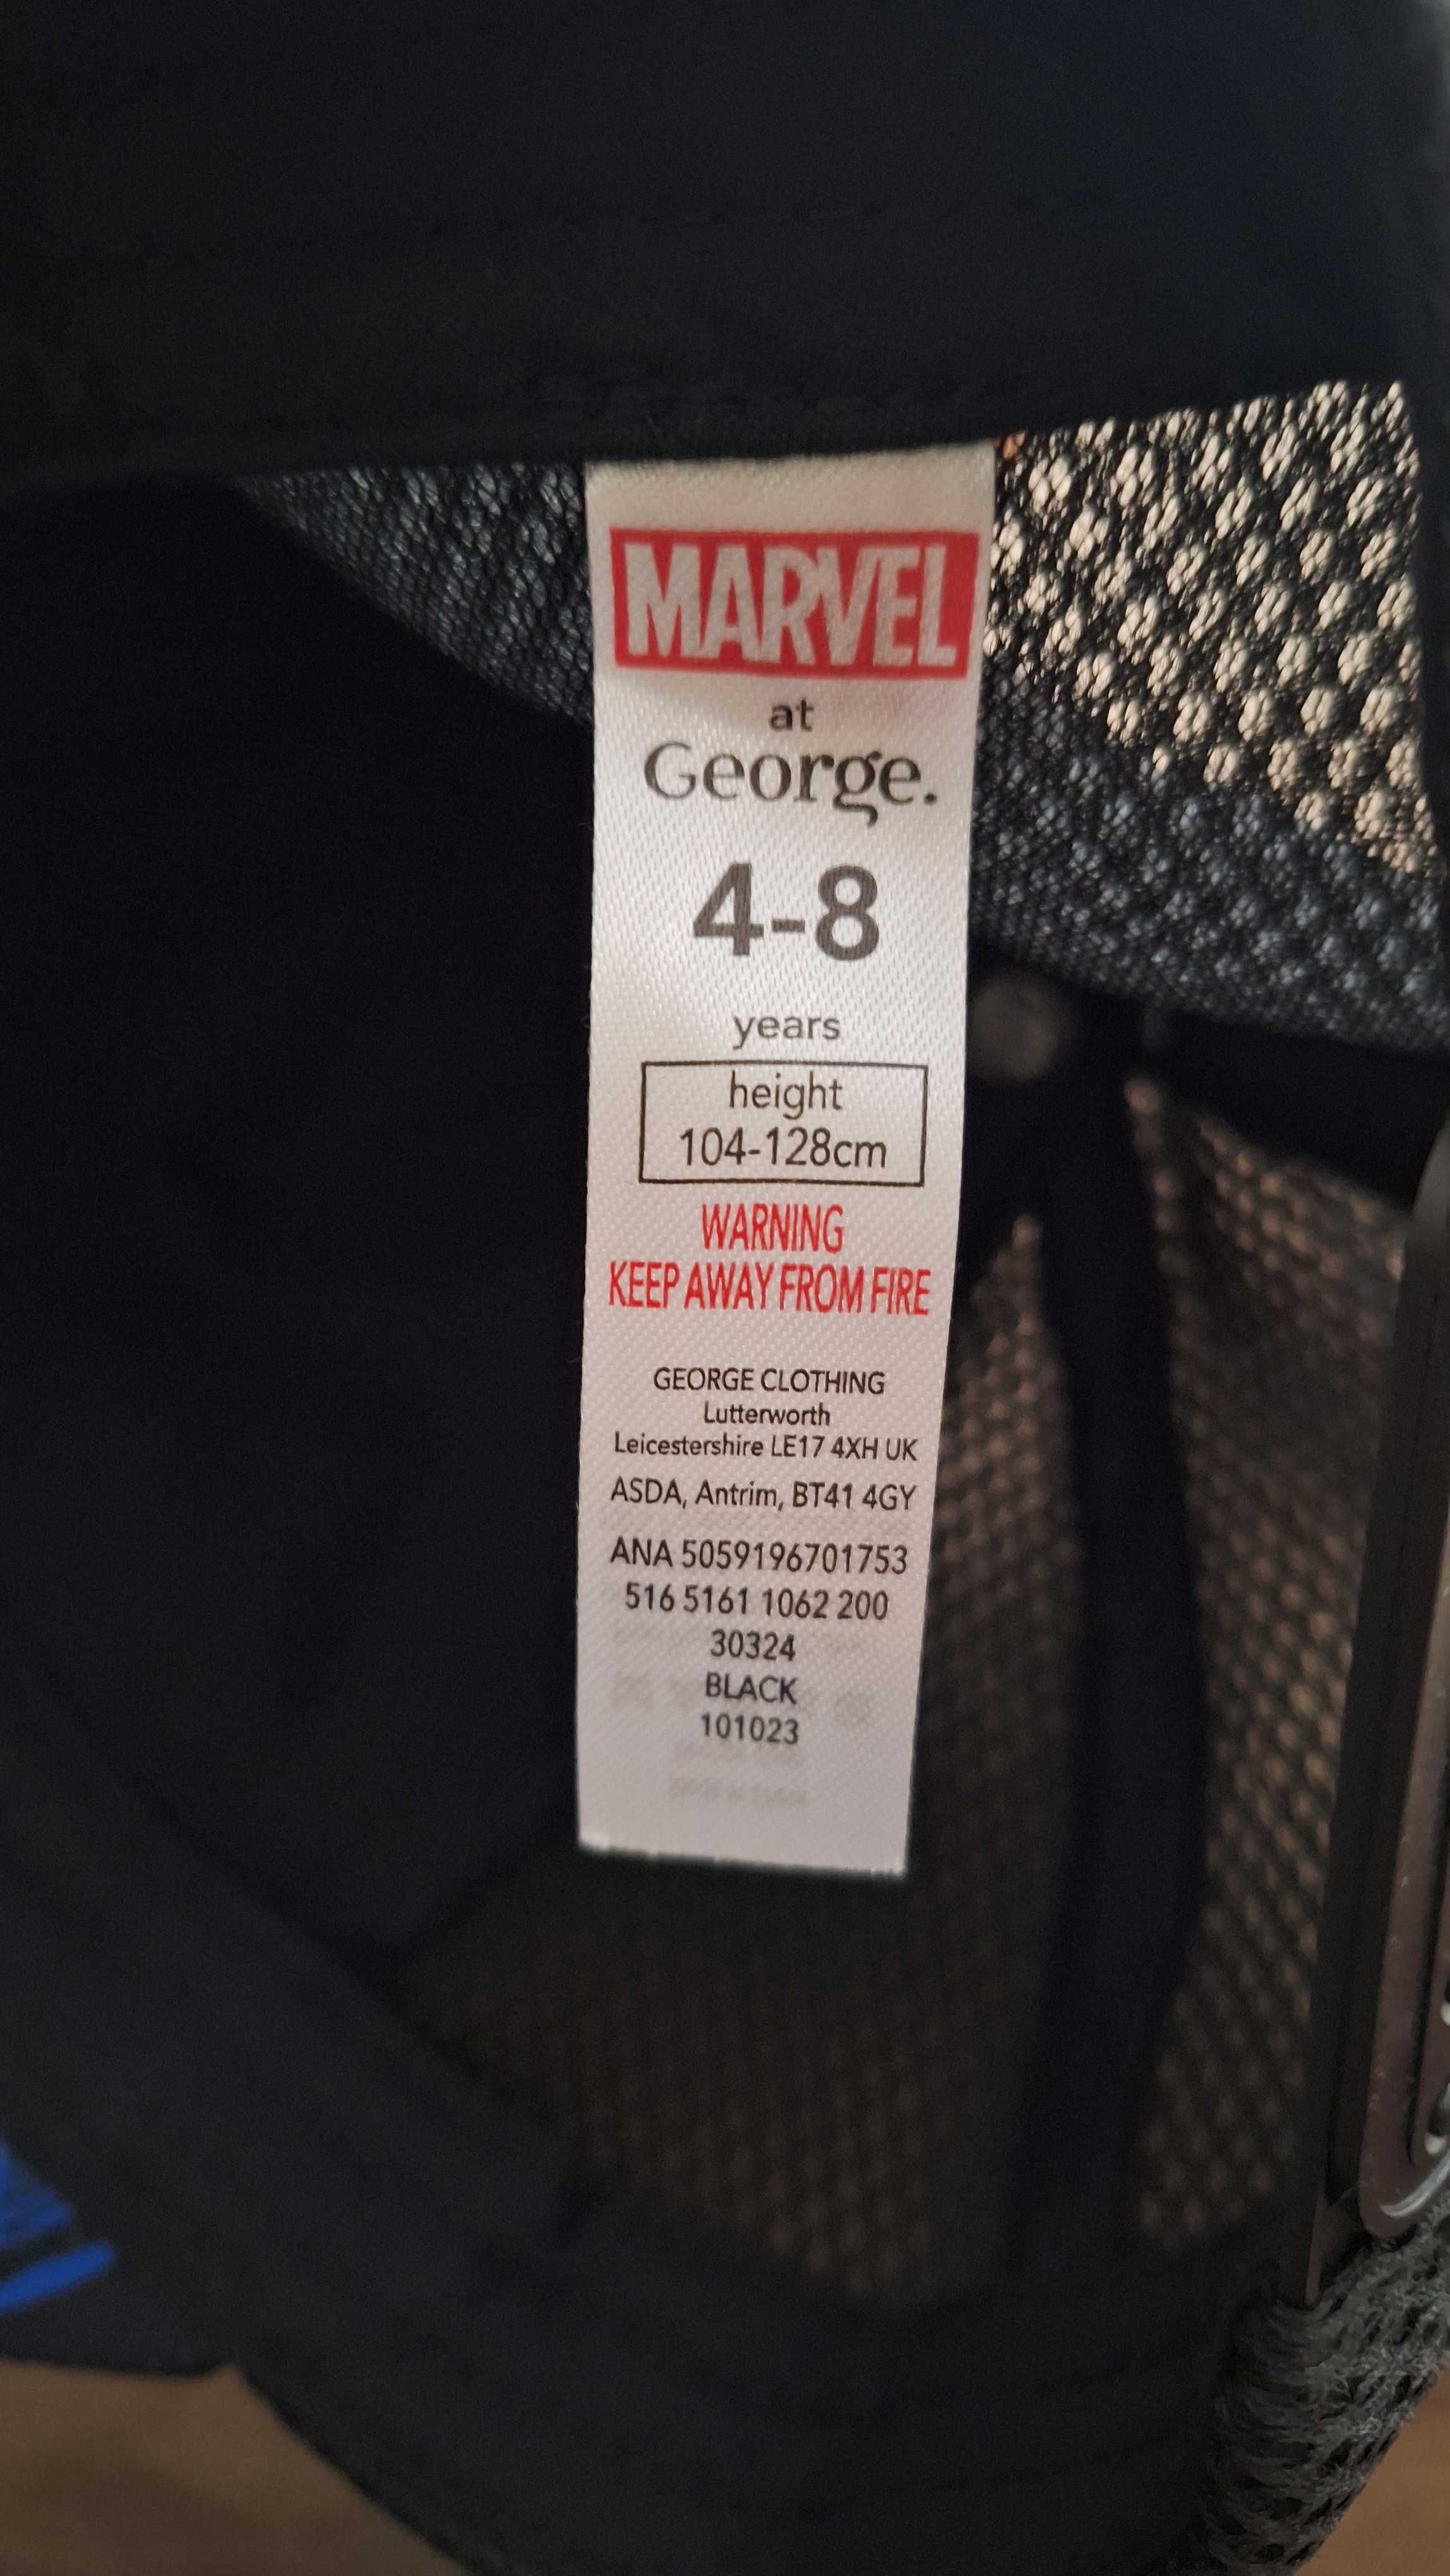 MARVEL
at
George.
4-8
years
height
104-128cm
WARNING
KEEP AWAY FROM FIRE
GEORGE CLOTHING
Lutterworth
Leicestershire LE17 4XH UK
ASDA, Antrim, BT41 4GY
ANA 5059196701753
516 5161 1062 200
30324
BLACK
101023